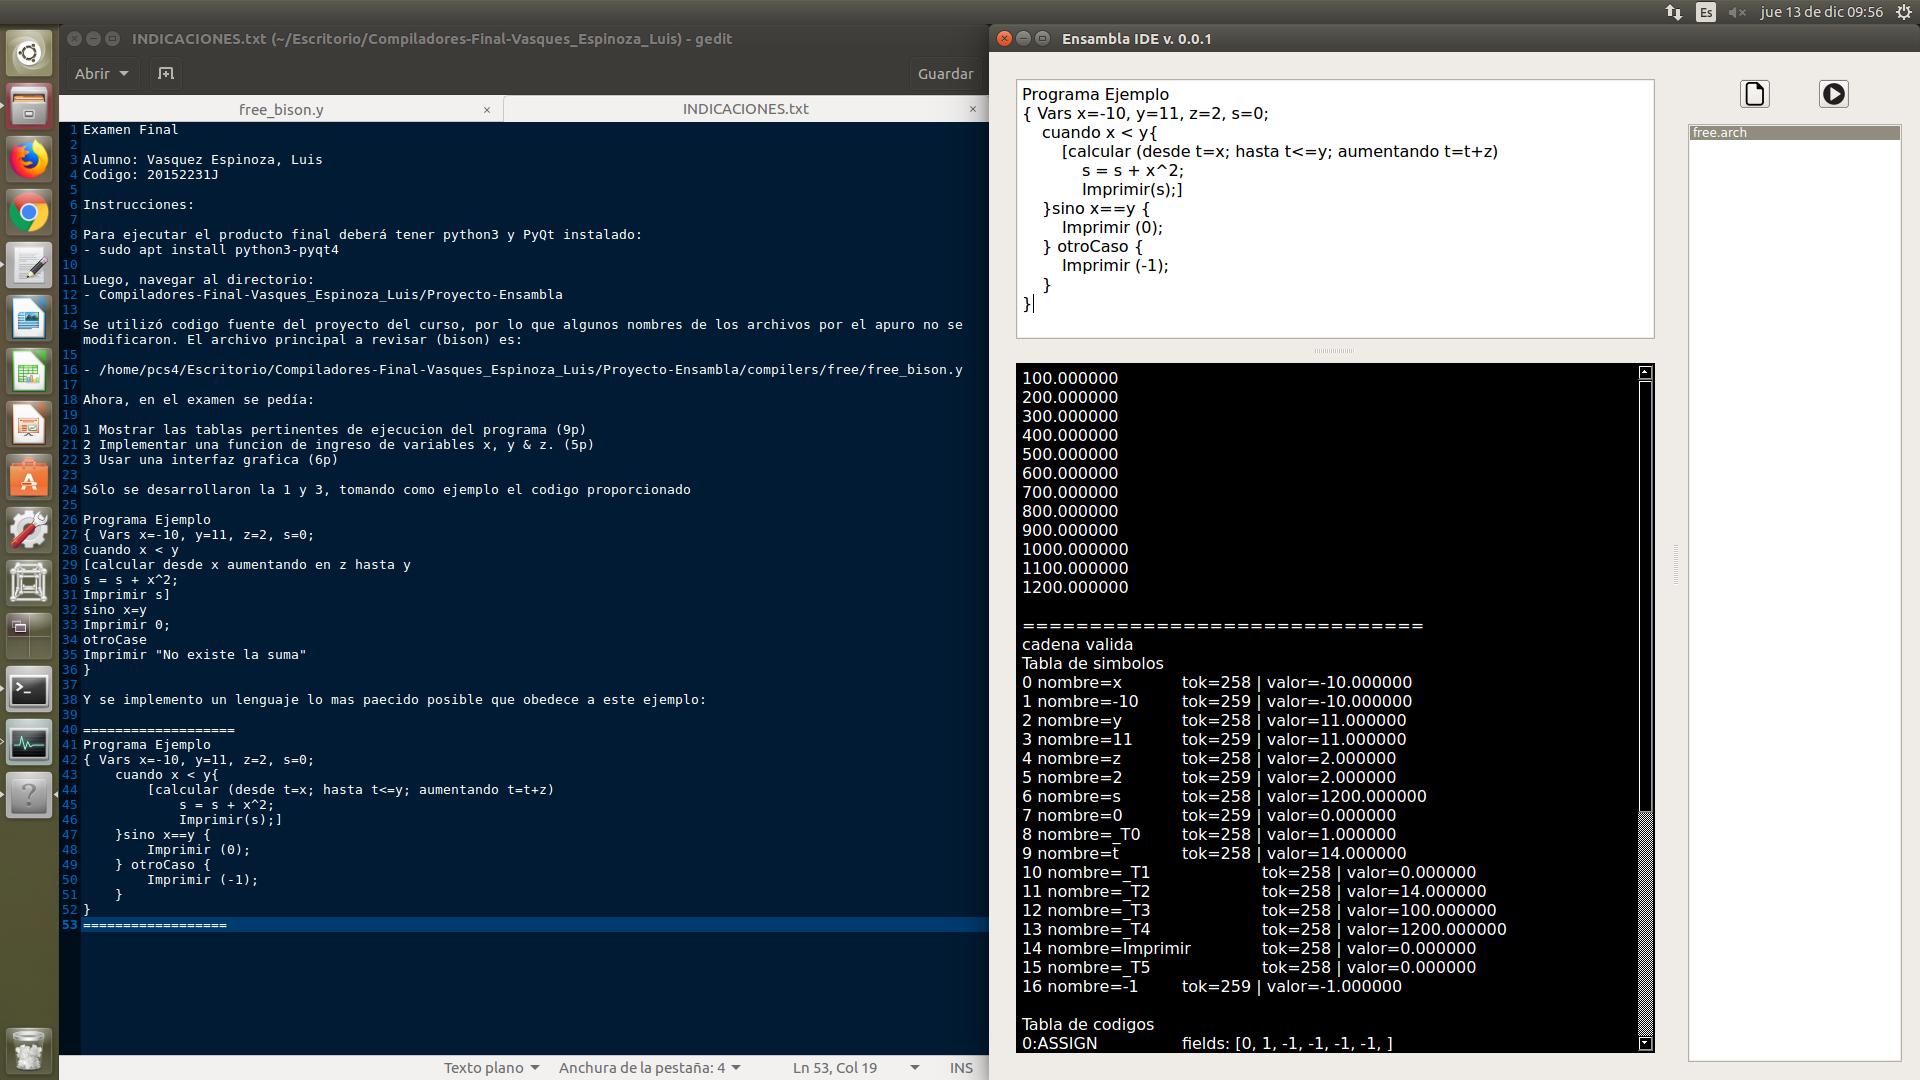 Es
jue 13 de dic 09:56
INDICACIONES.txt (~/Escritorio/Compiladores-Final-Vasques_Espinoza_Luis) - gedit
Abrir
Guardar
free_bison.y ×
INDICACIONES.txt ×
1 Examen Final
2
3 Alumno: Vasquez Espinoza, Luis
4 Codigo: 20152231J
5
6 Instrucciones:
7
8 Para ejecutar el producto final deberá tener python3 y PyQt instalado:
9 - sudo apt install python3-pyqt4
10
11 Luego, navegar al directorio:
12 - Compiladores-Final-Vasques_Espinoza_Luis/Proyecto-Ensambla
13
14 Se utilizó codigo fuente del proyecto del curso, por lo que algunos nombres de los archivos por el apuro no se
modificaron. El archivo principal a revisar (bison) es:
15
16 - /home/pcs4/Escritorio/Compiladores-Final-Vasques_Espinoza_Luis/Proyecto-Ensambla/compilers/free/free_bison.y
17
18 Ahora, en el examen se pedía:
19
20 1 Mostrar las tablas pertinentes de ejecucion del programa (9p)
21 2 Implementar una funcion de ingreso de variables x, y & z. (5p)
22 3 Usar una interfaz grafica (6p)
23
24 Sólo se desarrollaron la 1 y 3, tomando como ejemplo el codigo proporcionado
25
26 Programa Ejemplo
27 { Vars x=-10, y=11, z=2, s=0;
28 cuando x < y
29 [calcular desde x aumentando en z hasta y
30 s = s + x^2;
31 Imprimir s]
32 sino x=y
33 Imprimir 0;
34 otroCase
35 Imprimir "No existe la suma"
36 }
37
38 Y se implemento un lenguaje lo mas paecido posible que obedece a este ejemplo:
39
40 ===================
41 Programa Ejemplo
42 { Vars x=-10, y=11, z=2, s=0;
43     cuando x < y{
44         [calcular (desde t=x; hasta t<=y; aumentando t=t+z)
45             s = s + x^2;
46             Imprimir(s);]
47     }sino x==y {
48         Imprimir (0);
49     } otroCaso {
50         Imprimir (-1);
51     }
52 }
53 ==================
Texto plano
Anchura de la pestaña: 4
Ln 53, Col 19
INS
Ensambla IDE v. 0.0.1
Programa Ejemplo
{ Vars x=-10, y=11, z=2, s=0;
    cuando x < y{
        [calcular (desde t=x; hasta t<=y; aumentando t=t+z)
            s = s + x^2;
            Imprimir(s);]
    }sino x==y {
        Imprimir (0);
    } otroCaso {
        Imprimir (-1);
    }
}
free.arch
100.000000
200.000000
300.000000
400.000000
500.000000
600.000000
700.000000
800.000000
900.000000
1000.000000
1100.000000
1200.000000
==============================
cadena valida
Tabla de simbolos
0 nombre=x tok=258 | valor=-10.000000
1 nombre=-10 tok=259 | valor=-10.000000
2 nombre=y tok=258 | valor=11.000000
3 nombre=11 tok=259 | valor=11.000000
4 nombre=z tok=258 | valor=2.000000
5 nombre=2 tok=259 | valor=2.000000
6 nombre=s tok=258 | valor=1200.000000
7 nombre=0 tok=259 | valor=0.000000
8 nombre=_T0 tok=258 | valor=1.000000
9 nombre=t tok=258 | valor=14.000000
10 nombre=_T1 tok=258 | valor=0.000000
11 nombre=_T2 tok=258 | valor=14.000000
12 nombre=_T3 tok=258 | valor=100.000000
13 nombre=_T4 tok=258 | valor=1200.000000
14 nombre=Imprimir tok=258 | valor=0.000000
15 nombre=_T5 tok=258 | valor=0.000000
16 nombre=-1 tok=259 | valor=-1.000000
Tabla de codigos
0:ASSIGN fields: [0, 1, -1, -1, -1, -1, ]